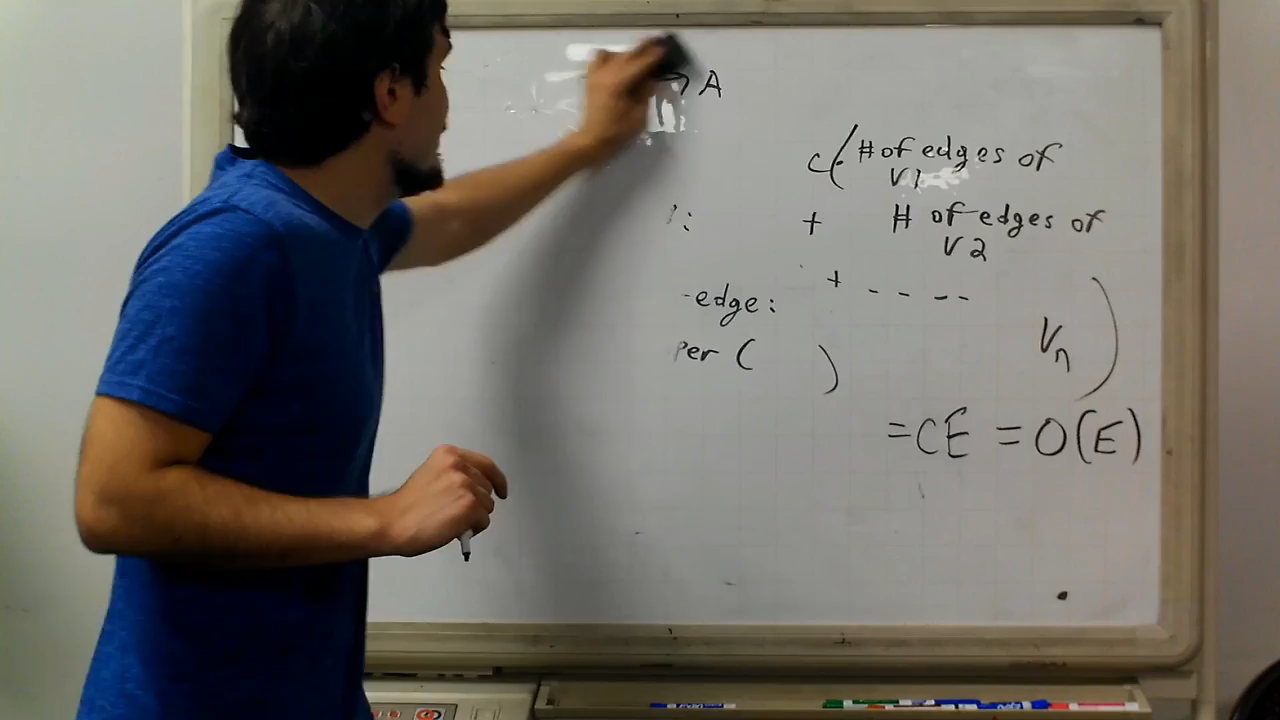 → A
c(# of edges of
V1
+ # of edges of
V2
+ - - - -
Vn )
-edge:
per ( )
= CE = O(E)